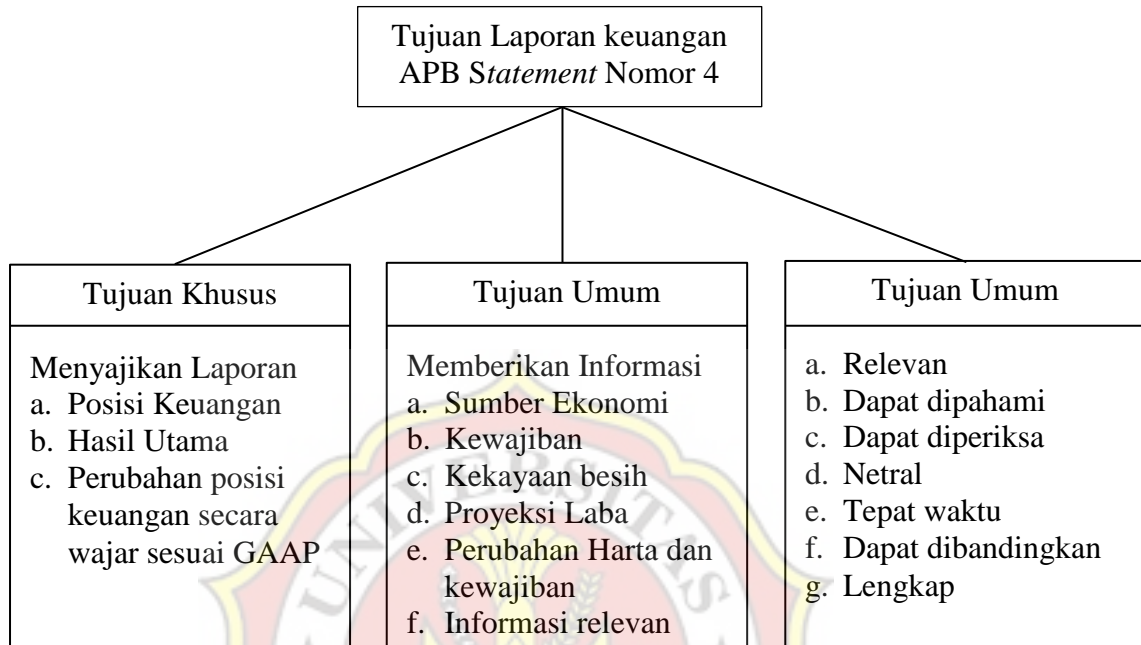 Tujuan Laporan keuangan
APB Statement Nomor 4
Tujuan Khusus
Menyajikan Laporan
a. Posisi Keuangan
b. Hasil Utama
c. Perubahan posisi
keuangan secara
wajar sesuai GAAP
Tujuan Umum
Memberikan Informasi
a. Sumber Ekonomi
b. Kewajiban
c. Kekayaan besih
d. Proyeksi Laba
e. Perubahan Harta dan
kewajiban
f. Informasi relevan
Tujuan Umum
a. Relevan
b. Dapat dipahami
c. Dapat diperiksa
d. Netral
e. Tepat waktu
f. Dapat dibandingkan
g. Lengkap
UNIVERSITAS